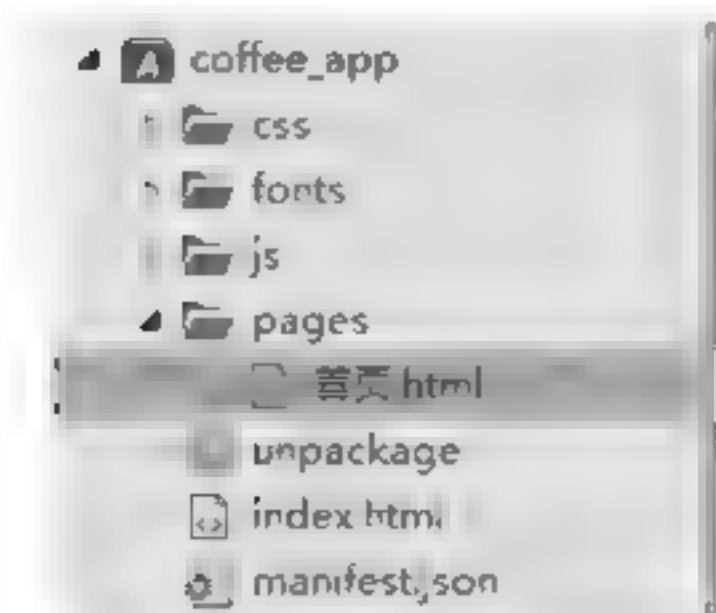 coffee_app
css
fonts
js
pages
首页.html
unpackage
index.html
manifest.json